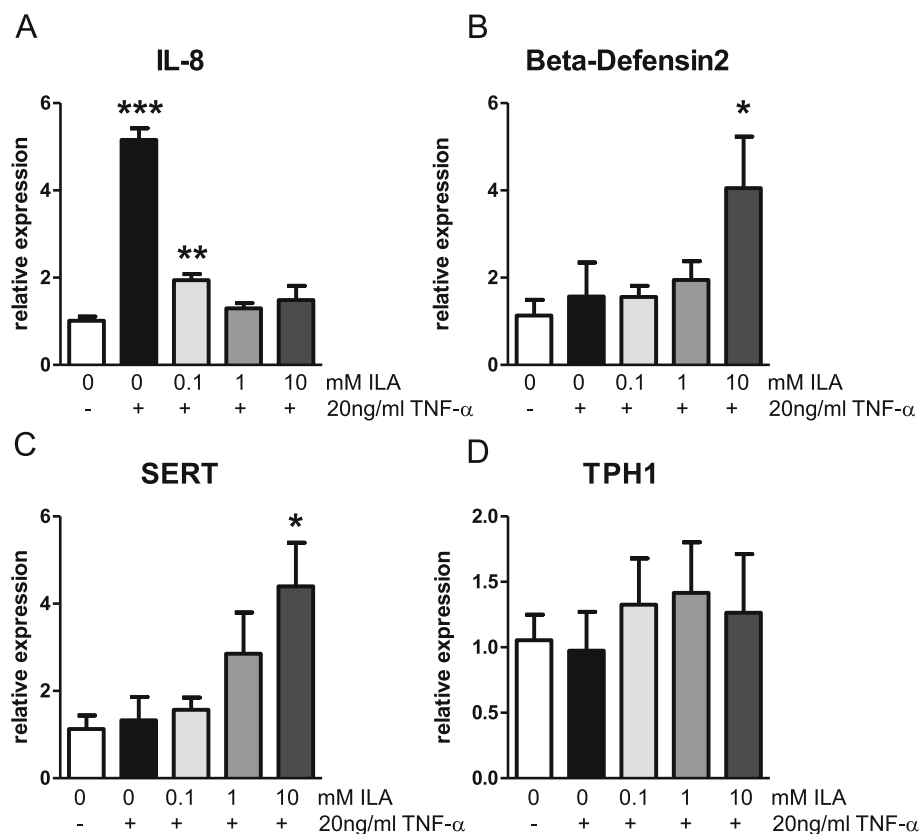 A
IL-8
***
**
relative expression
6
4
2
0
0 0 0.1 1 10 mM ILA
- + + + + 20ng/ml TNF-α
B
Beta-Defensin2
*
relative expression
6
4
2
0
0 0 0.1 1 10 mM ILA
- + + + + 20ng/ml TNF-α
C
SERT
*
relative expression
6
4
2
0
0 0 0.1 1 10 mM ILA
- + + + + 20ng/ml TNF-α
D
TPH1
relative expression
2.0
1.5
1.0
0.5
0.0
0 0 0.1 1 10 mM ILA
- + + + + 20ng/ml TNF-α